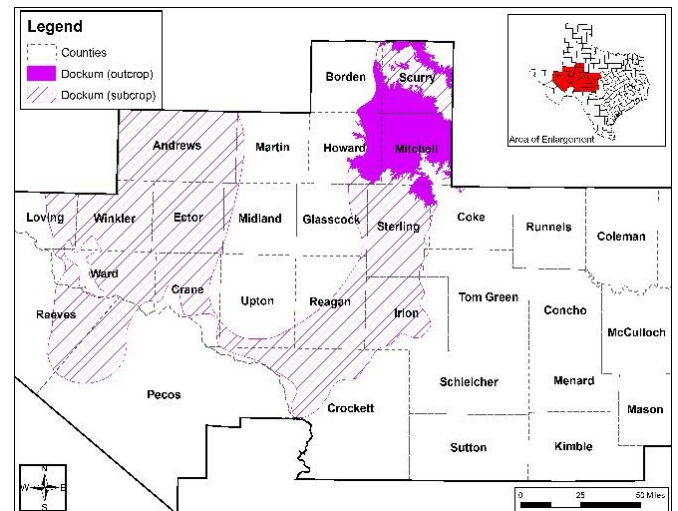 Legend
Counties
Dockum (outcrop)
Dockum (subcrop)
Area of Enlargement
Borden
Scurry
Andrews
Martin
Howard
Mitchell
Loving
Winkler
Ector
Midland
Glasscock
Sterling
Coke
Runnels
Coleman
Ward
Crane
Upton
Reagan
Irion
Tom Green
Concho
McCulloch
Reeves
Pecos
Crockett
Schleicher
Menard
Mason
Sutton
Kimble
N
W E
S
0 25 50 Miles